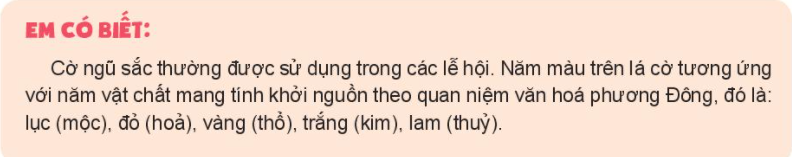 EM CÓ BIẾT:
Cờ ngũ sắc thường được sử dụng trong các lễ hội. Năm màu trên lá cờ tương ứng
với năm vật chất mang tính khởi nguồn theo quan niệm văn hoá phương Đông, đó là:
lục (mộc), đỏ (hoả), vàng (thổ), trắng (kim), lam (thuỷ).